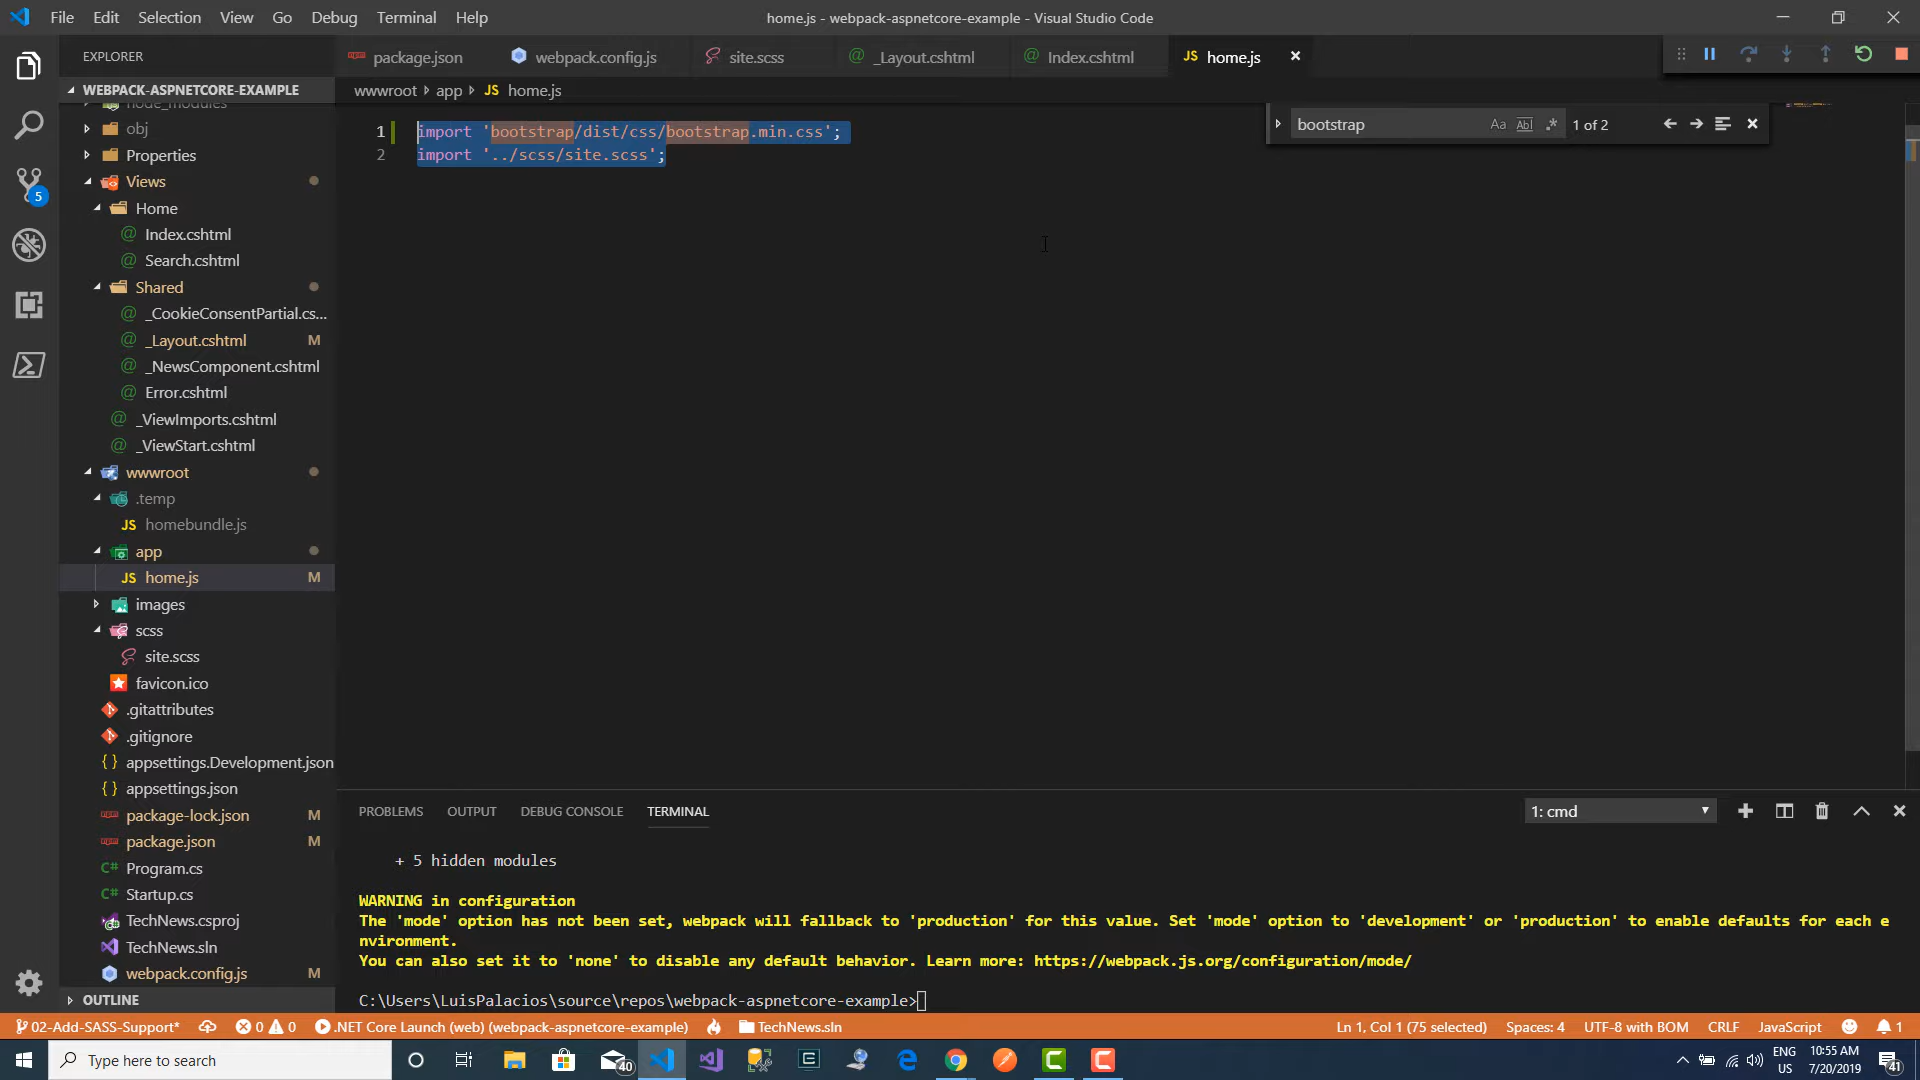 File Edit Selection View Go Debug Terminal Help
home.js - webpack-aspnetcore-example - Visual Studio Code
EXPLORER
package.json
webpack.config.js
site.scss
_Layout.cshtml
Index.cshtml
JS home.js
WEBPACK-ASPNETCORE-EXAMPLE
wwwroot › app › JS home.js
node_modules
bootstrap
Aa Abl .* 1 of 2
1 import 'bootstrap/dist/css/bootstrap.min.css';
2 import '../scss/site.scss';
obj
Properties
Views
5
Home
@ Index.cshtml
@ Search.cshtml
Shared
@ _CookieConsentPartial.cs...
@ _Layout.cshtml M
@ _NewsComponent.cshtml
@ Error.cshtml
@ _ViewImports.cshtml
@ _ViewStart.cshtml
wwwroot
.temp
JS homebundle.js
app
JS home.js M
images
scss
site.scss
favicon.ico
.gitattributes
.gitignore
{} appsettings.Development.json
{} appsettings.json
package-lock.json M
package.json M
C# Program.cs
C# Startup.cs
TechNews.csproj
TechNews.sln
webpack.config.js M
OUTLINE
PROBLEMS OUTPUT DEBUG CONSOLE TERMINAL
1: cmd
+ 5 hidden modules
WARNING in configuration
The 'mode' option has not been set, webpack will fallback to 'production' for this value. Set 'mode' option to 'development' or 'production' to enable defaults for each e
nvironment.
You can also set it to 'none' to disable any default behavior. Learn more: https://webpack.js.org/configuration/mode/
C:\Users\LuisPalacios\source\repos\webpack-aspnetcore-example>
02-Add-SASS-Support* 0 0 .NET Core Launch (web) (webpack-aspnetcore-example) TechNews.sln
Ln 1, Col 1 (75 selected) Spaces: 4 UTF-8 with BOM CRLF JavaScript 1
Type here to search
40
ENG
US
10:55 AM
7/20/2019
41